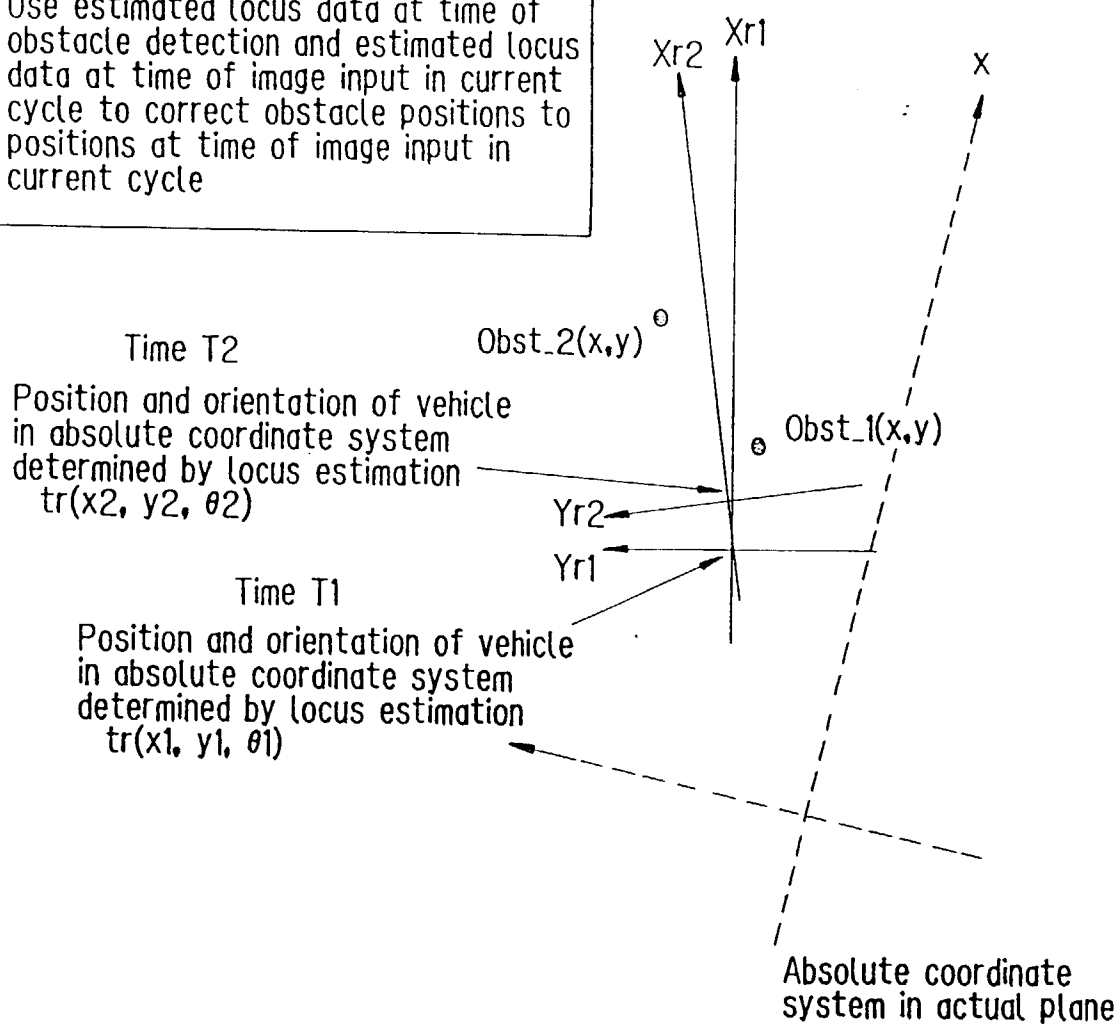 Use estimated locus data at time of
obstacle detection and estimated locus
data at time of image input in current
cycle to correct obstacle positions to
positions at time of image input in
current cycle
Xr2
Xr1
x
Obst_2(x,y)
Obst_1(x,y)
Time T2
Position and orientation of vehicle
in absolute coordinate system
determined by locus estimation
tr(x2, y2, θ2)
Yr2
Yr1
Time T1
Position and orientation of vehicle
in absolute coordinate system
determined by locus estimation
tr(x1, y1, θ1)
Absolute coordinate
system in actual plane